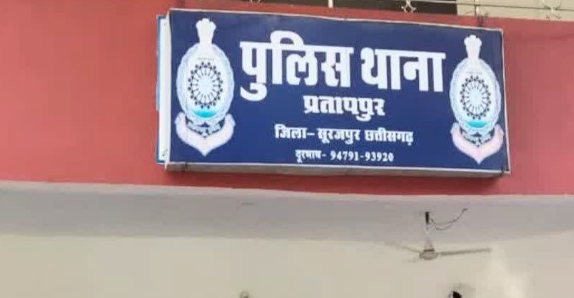 पुलिस थाना
प्रतापपुर
जिला- सूरजपुर छत्तीसगढ़
दूरभाष- 94791-93920